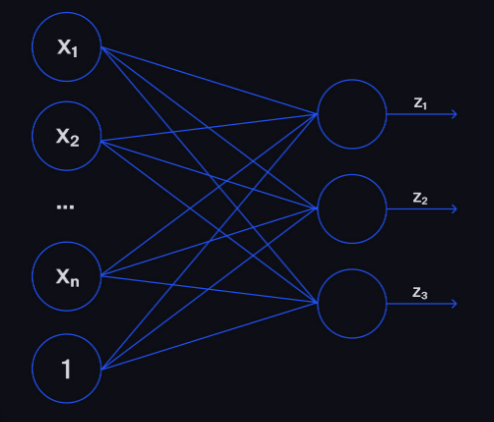 X₁
X₂
...
Xₙ
1
z₁
z₂
z₃